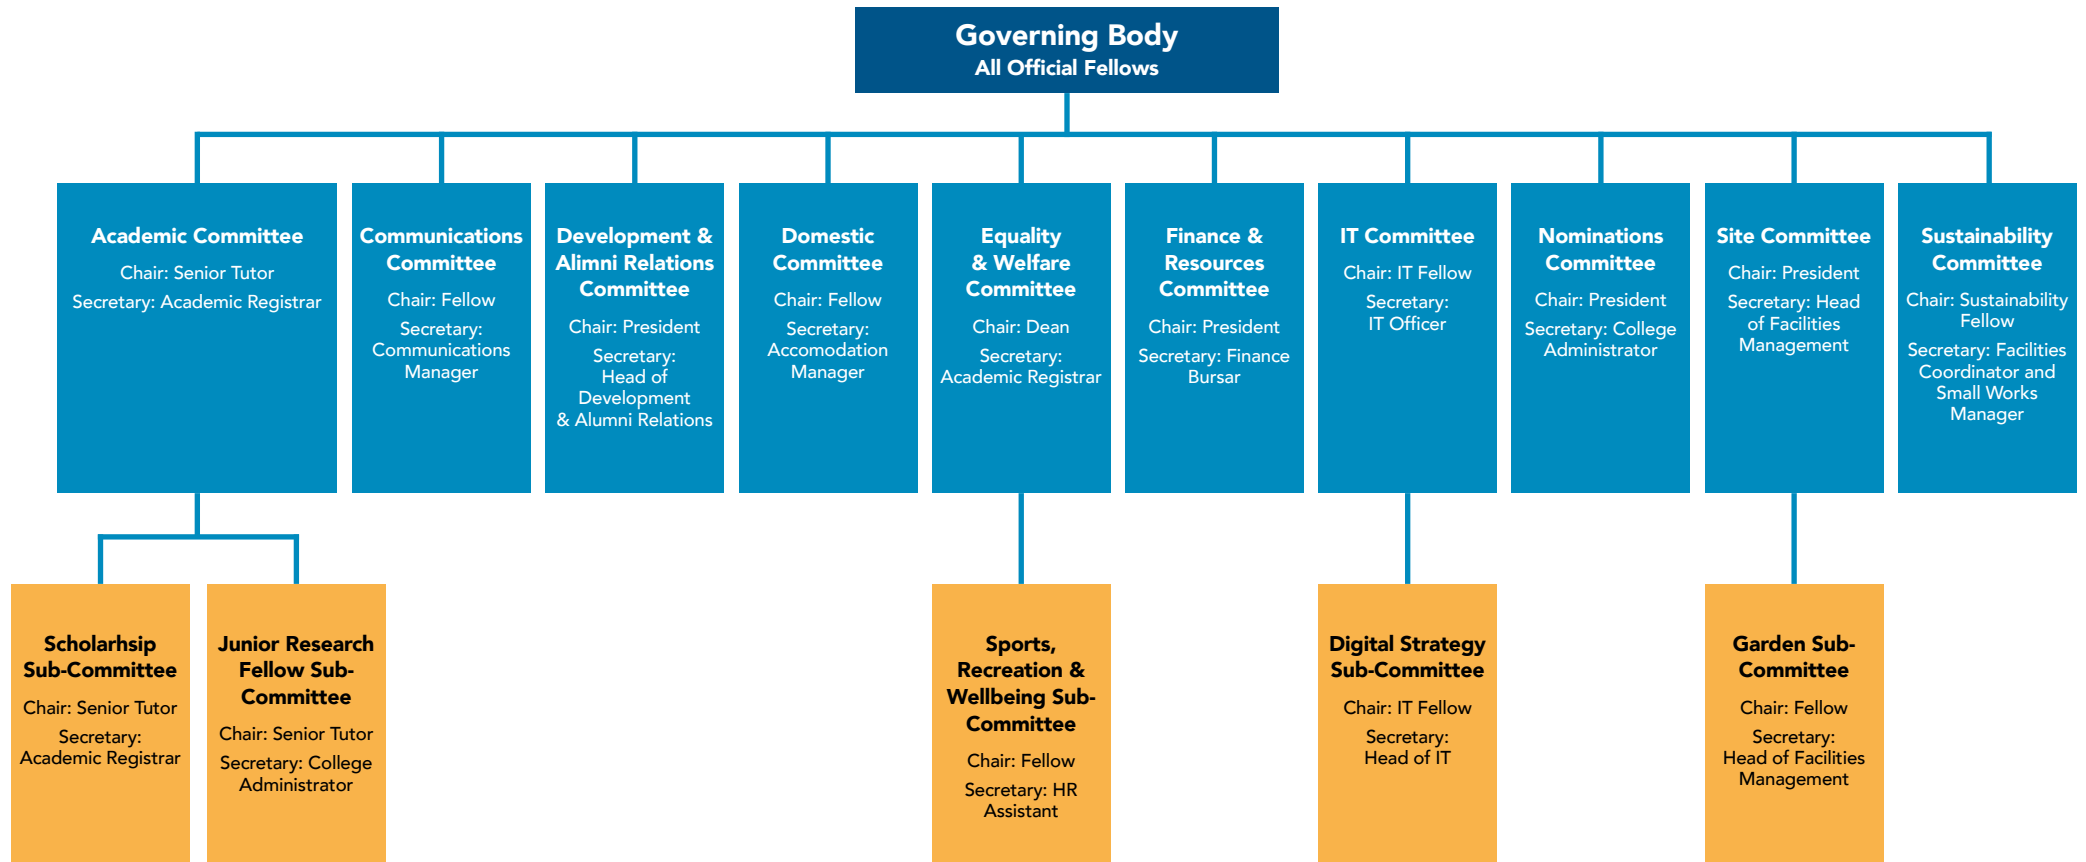 Governing Body
All Official Fellows
Academic Committee
Chair: Senior Tutor
Secretary: Academic Registrar
Communications
Committee
Chair: Fellow
Secretary:
Communications
Manager
Development &
Alimni Relations
Committee
Chair: President
Secretary:
Head of
Development
& Alumni Relations
Domestic
Committee
Chair: Fellow
Secretary:
Accomodation
Manager
Equality
& Welfare
Committee
Chair: Dean
Secretary:
Academic Registrar
Finance &
Resources
Committee
Chair: President
Secretary: Finance
Bursar
IT Committee
Chair: IT Fellow
Secretary:
IT Officer
Nominations
Committee
Chair: President
Secretary: College
Administrator
Site Committee
Chair: President
Secretary: Head
of Facilities
Management
Sustainability
Committee
Chair: Sustainability
Fellow
Secretary: Facilities
Coordinator and
Small Works
Manager
Scholarhsip
Sub-Committee
Chair: Senior Tutor
Secretary:
Academic Registrar
Junior Research
Fellow Sub-
Committee
Chair: Senior Tutor
Secretary: College
Administrator
Sports,
Recreation &
Wellbeing Sub-
Committee
Chair: Fellow
Secretary: HR
Assistant
Digital Strategy
Sub-Committee
Chair: IT Fellow
Secretary:
Head of IT
Garden Sub-
Committee
Chair: Fellow
Secretary:
Head of Facilities
Management